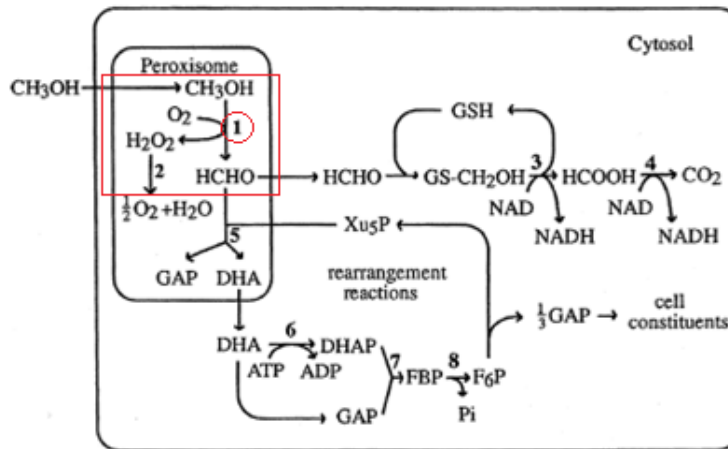 Cytosol
Peroxisome
CH₃OH → CH₃OH
GSH
O₂ 1
H₂O₂
2
HCHO → HCHO → GS-CH₂OH 3 → HCOOH 4 → CO₂
½O₂+H₂O
NAD NAD
NADH NADH
5 Xu₅P
GAP DHA
rearrangement
reactions
⅓GAP → cell
constituents
DHA 6 → DHAP
ATP ADP
7 FBP 8 → F₆P
GAP
Pi